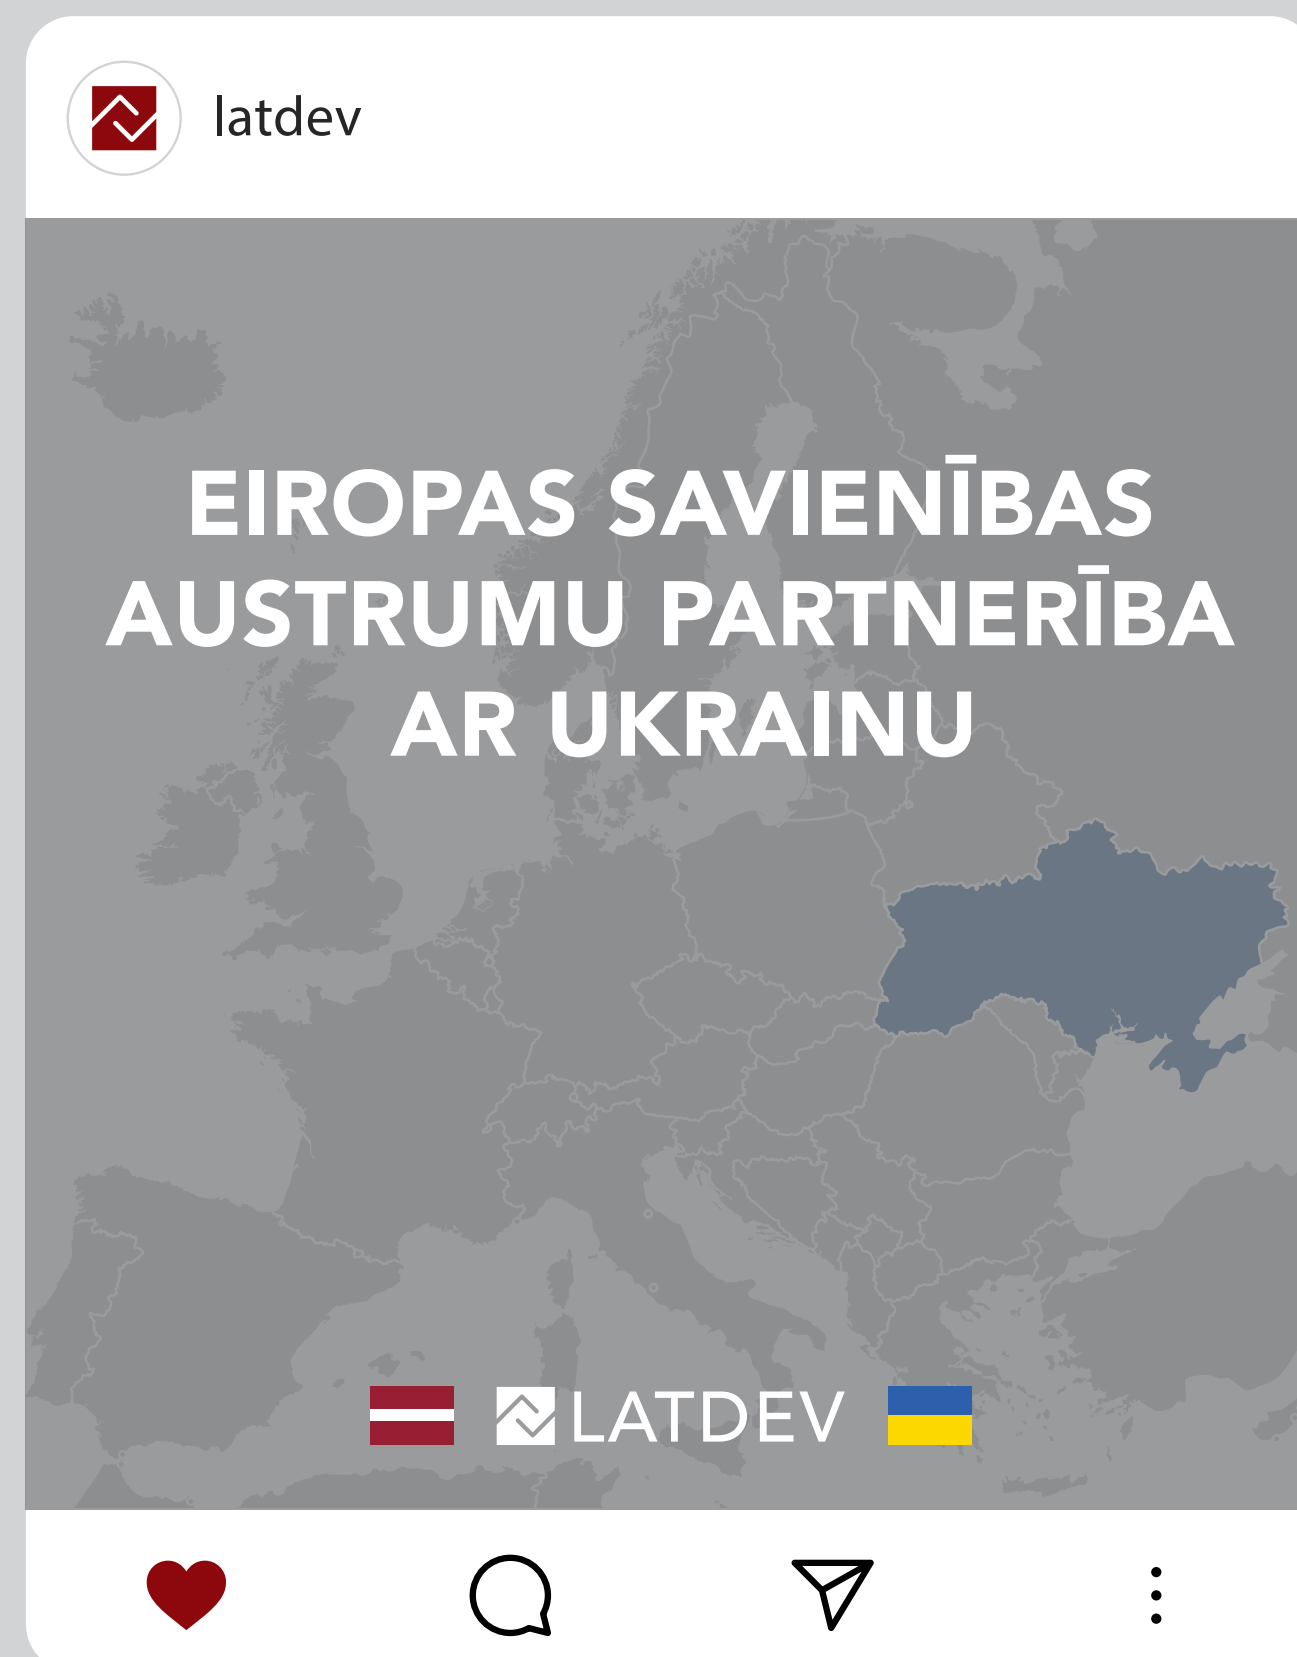 latdev
EIROPAS SAVIENĪBAS
AUSTRUMU PARTNERĪBA
AR UKRAINU
LATDEV